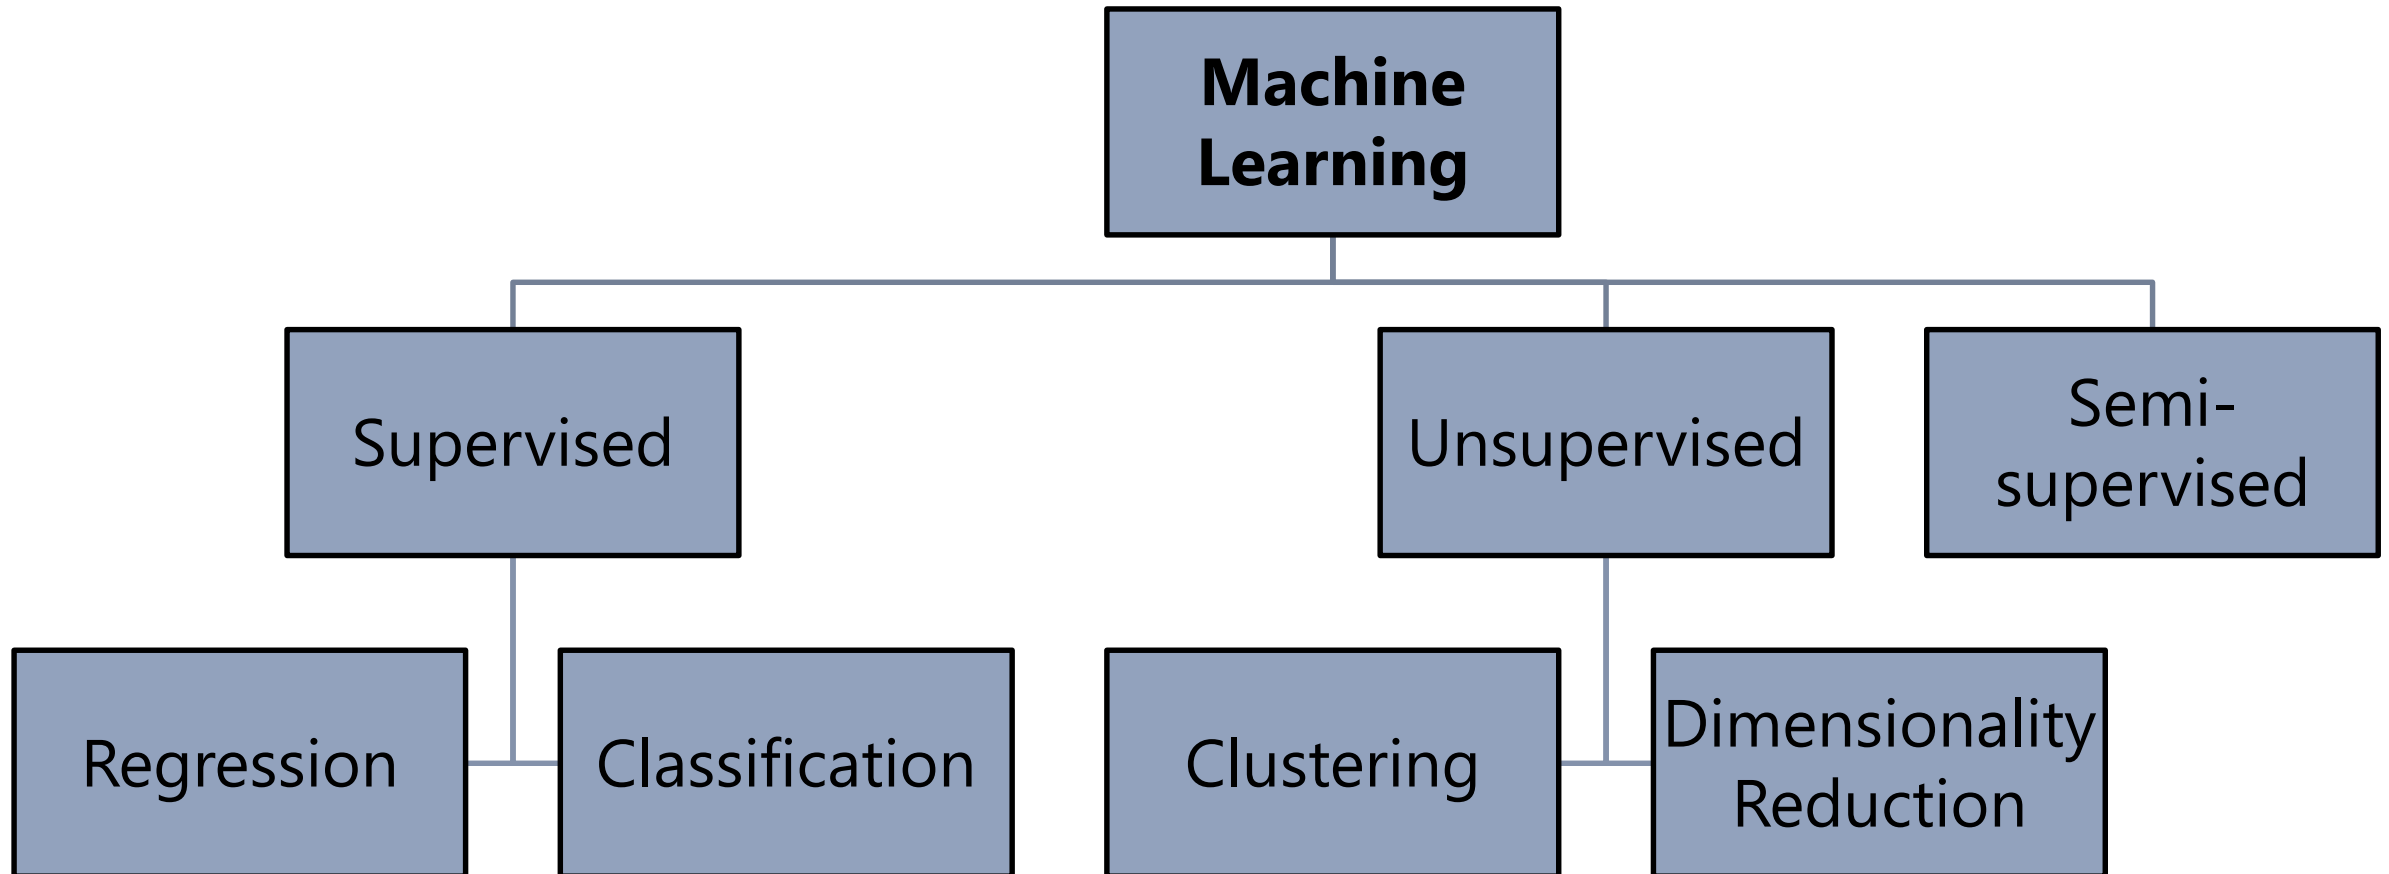 Machine
Learning
Supervised
Unsupervised
Semi-
supervised
Regression
Classification
Clustering
Dimensionality
Reduction